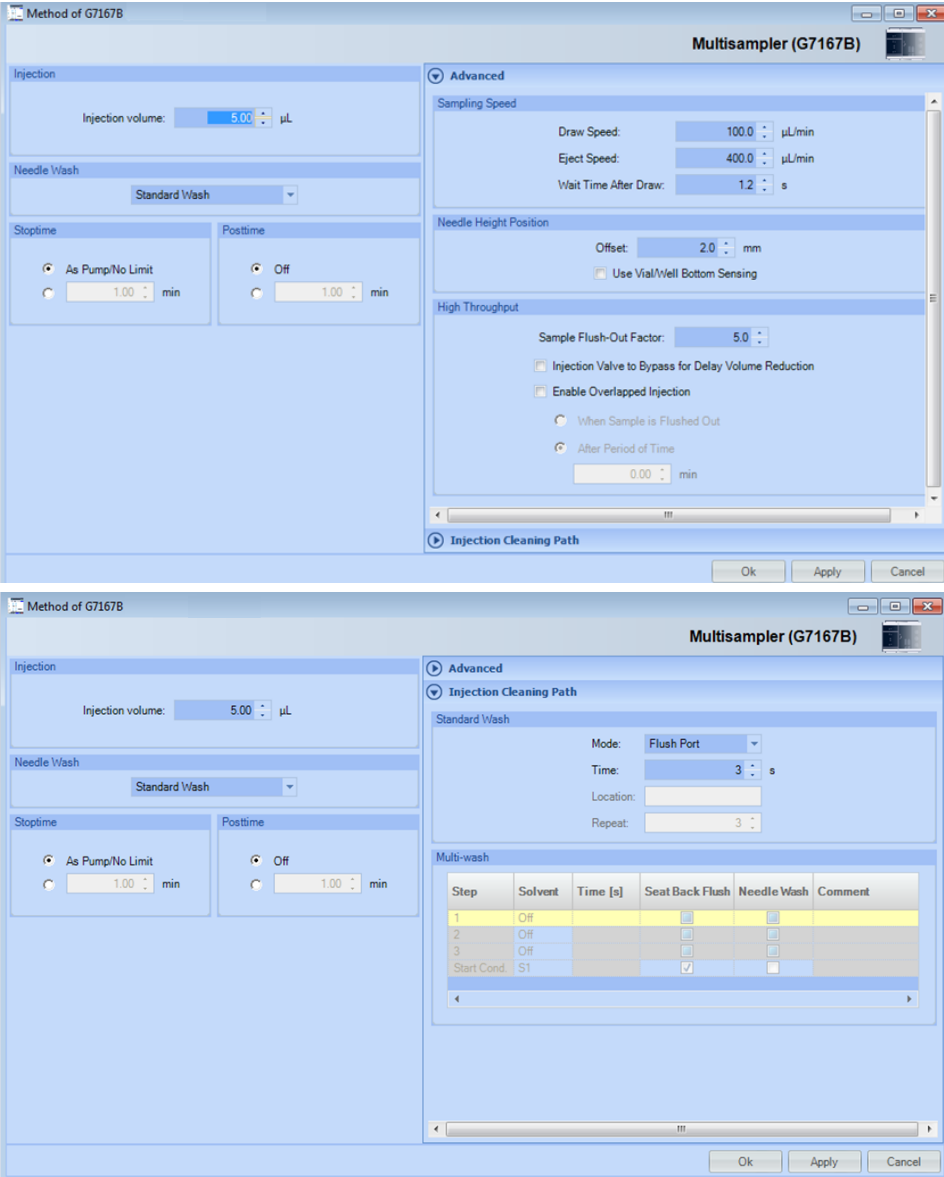 Method of G7167B
Multisampler (G7167B)
Injection
Injection volume: 5.00 µL
Needle Wash
Standard Wash
Stoptime
As Pump/No Limit
1.00 min
Posttime
Off
1.00 min
Advanced
Sampling Speed
Draw Speed: 100.0 µL/min
Eject Speed: 400.0 µL/min
Wait Time After Draw: 1.2 s
Needle Height Position
Offset: 2.0 mm
Use Vial/Well Bottom Sensing
High Throughput
Sample Flush-Out Factor: 5.0
Injection Valve to Bypass for Delay Volume Reduction
Enable Overlapped Injection
When Sample is Flushed Out
After Period of Time
0.00 min
Injection Cleaning Path
Ok Apply Cancel
Method of G7167B
Multisampler (G7167B)
Injection
Injection volume: 5.00 µL
Needle Wash
Standard Wash
Stoptime
As Pump/No Limit
1.00 min
Posttime
Off
1.00 min
Advanced
Injection Cleaning Path
Standard Wash
Mode: Flush Port
Time: 3 s
Location:
Repeat: 3
Multi-wash
Step Solvent Time [s] Seat Back Flush Needle Wash Comment
1 Off
2 Off
3 Off
Start Cond. S1
Ok Apply Cancel